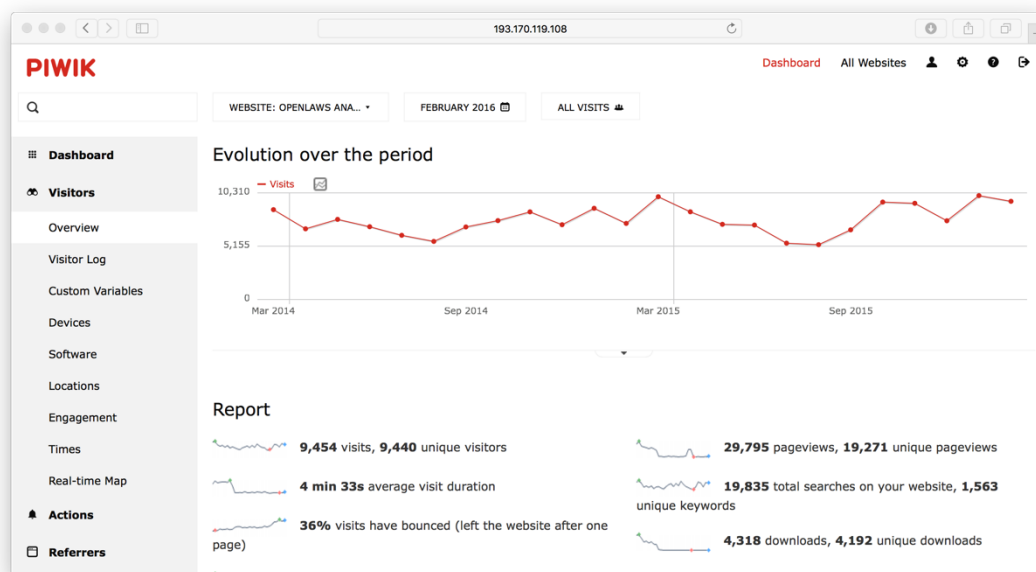 193.170.119.108
PIWIK
Dashboard All Websites
WEBSITE: OPENLAWS ANA... FEBRUARY 2016 ALL VISITS
Dashboard
Visitors
Overview
Visitor Log
Custom Variables
Devices
Software
Locations
Engagement
Times
Real-time Map
Actions
Referrers
Evolution over the period
Visits
10,310
5,155
0
Mar 2014 Sep 2014 Mar 2015 Sep 2015
Report
9,454 visits, 9,440 unique visitors
4 min 33s average visit duration
36% visits have bounced (left the website after one
page)
29,795 pageviews, 19,271 unique pageviews
19,835 total searches on your website, 1,563
unique keywords
4,318 downloads, 4,192 unique downloads